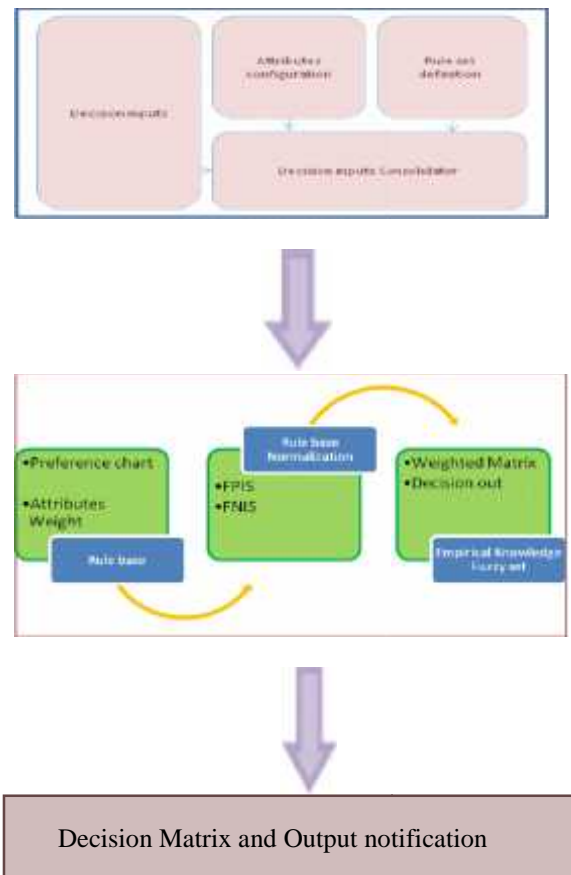 Attributes
configuration
Rule set
definition
Decision inputs
Decision inputs Consolidator
Rule base
Normalization
•Preference chart
•Attributes
Weight
Rule base
•FPIS
•FNIS
•Weighted Matrix
•Decision out
Empirical Knowledge
Fuzzy set
Decision Matrix and Output notification